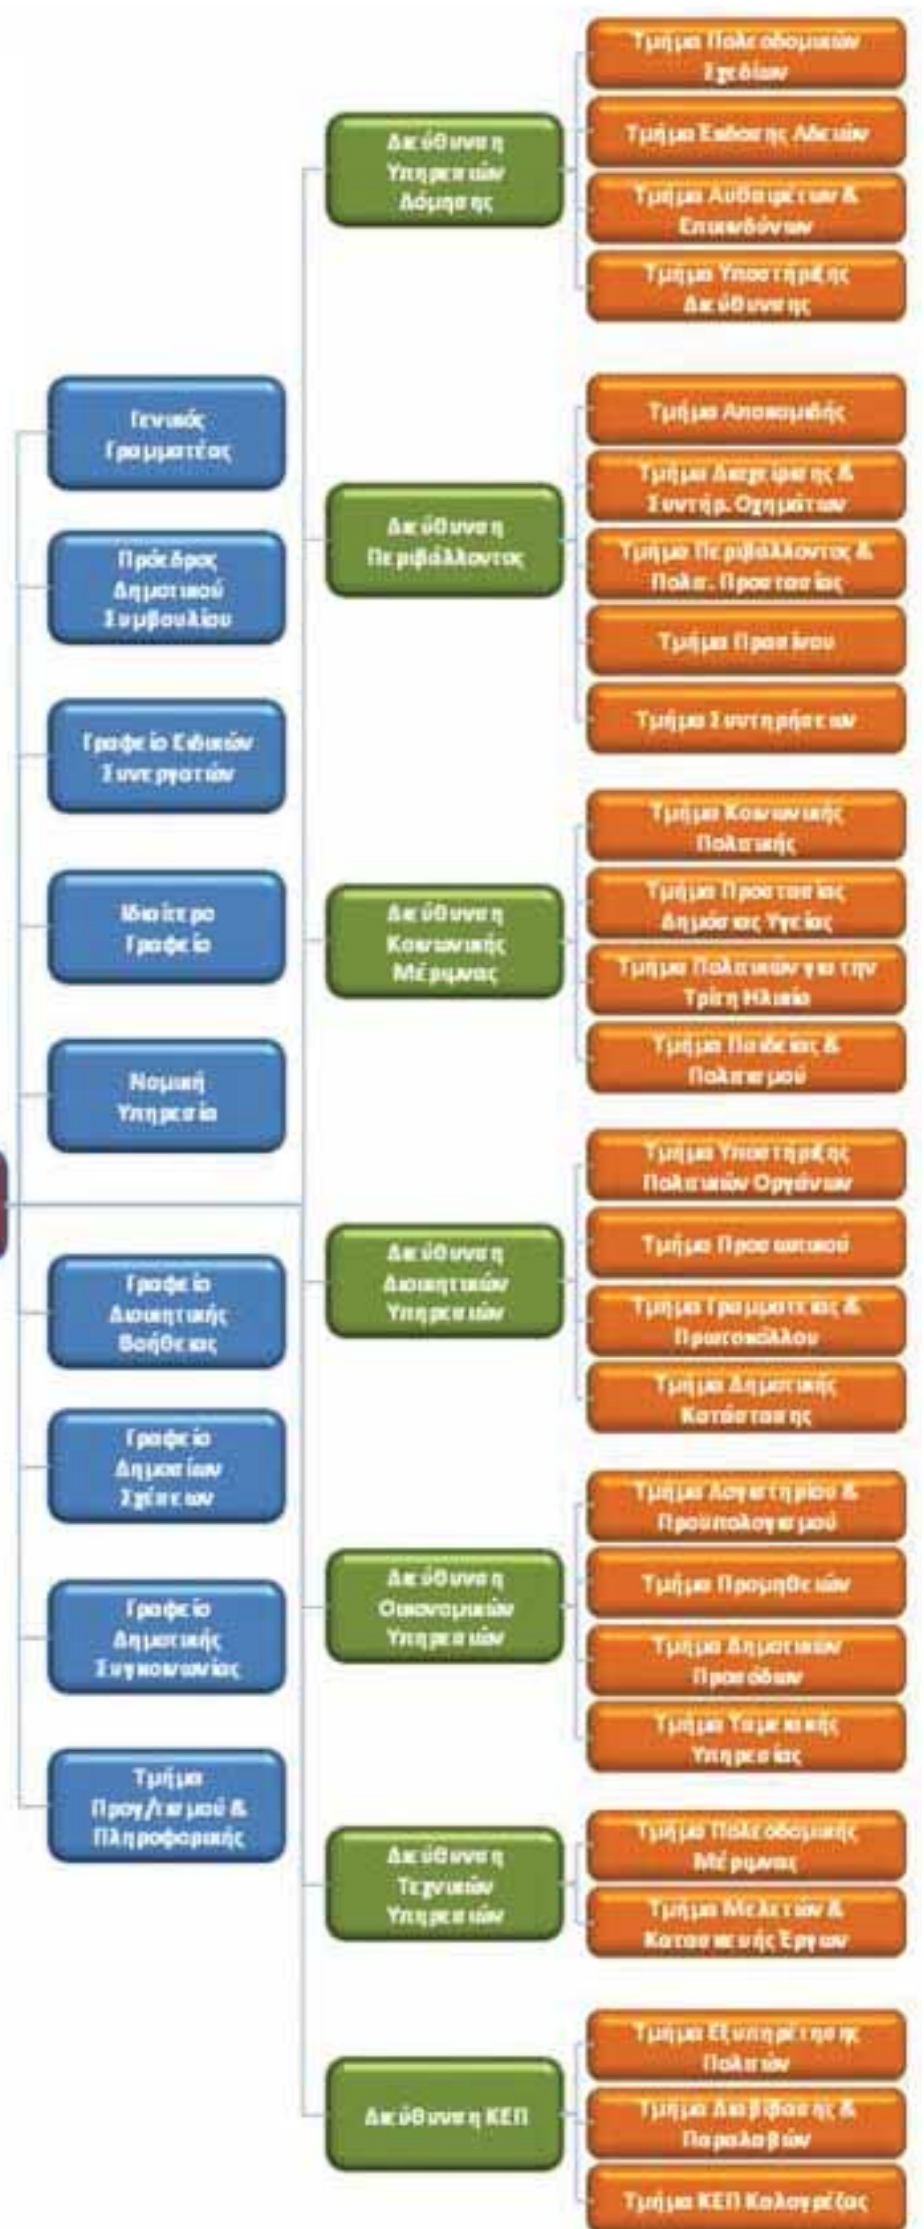 Γενικός
Γραμματέας
Πρόεδρος
Δημοτικού
Συμβουλίου
Γραφείο Ειδικών
Συνεργατών
Ιδιαίτερο
Γραφείο
Νομική
Υπηρεσία
Γραφείο
Διοικητικής
Βοήθειας
Γραφείο
Δημοσίων
Σχέσεων
Γραφείο
Δημοτικής
Συγκοινωνίας
Τμήμα
Προγ/τισμού &
Πληροφορικής
Διεύθυνση
Υπηρεσιών
Δόμησης
Τμήμα Πολεοδομικών
Σχεδίων
Τμήμα Έκδοσης Αδειών
Τμήμα Αυθαιρέτων &
Επικινδύνων
Τμήμα Υποστήριξης
Διεύθυνσης
Διεύθυνση
Περιβάλλοντος
Τμήμα Αποκομιδής
Τμήμα Διαχείρισης &
Συντήρ. Οχημάτων
Τμήμα Περιβάλλοντος &
Πολιτ. Προστασίας
Τμήμα Πρασίνου
Τμήμα Συντηρήσεων
Διεύθυνση
Κοινωνικής
Μέριμνας
Τμήμα Κοινωνικής
Πολιτικής
Τμήμα Προστασίας
Δημόσιας Υγείας
Τμήμα Πολιτικών για την
Τρίτη Ηλικία
Τμήμα Παιδείας &
Πολιτισμού
Διεύθυνση
Διοικητικών
Υπηρεσιών
Τμήμα Υποστήριξης
Πολιτικών Οργάνων
Τμήμα Προσωπικού
Τμήμα Γραμματείας &
Πρωτοκόλλου
Τμήμα Δημοτικής
Κατάστασης
Διεύθυνση
Οικονομικών
Υπηρεσιών
Τμήμα Λογιστηρίου &
Προϋπολογισμού
Τμήμα Προμηθειών
Τμήμα Δημοτικών
Προσόδων
Τμήμα Ταμειακής
Υπηρεσίας
Διεύθυνση
Τεχνικών
Υπηρεσιών
Τμήμα Πολεοδομικής
Μέριμνας
Τμήμα Μελετών &
Κατασκευής Έργων
Διεύθυνση ΚΕΠ
Τμήμα Εξυπηρέτησης
Πολιτών
Τμήμα Διαβίβασης &
Παραλαβών
Τμήμα ΚΕΠ Καλογρέζας